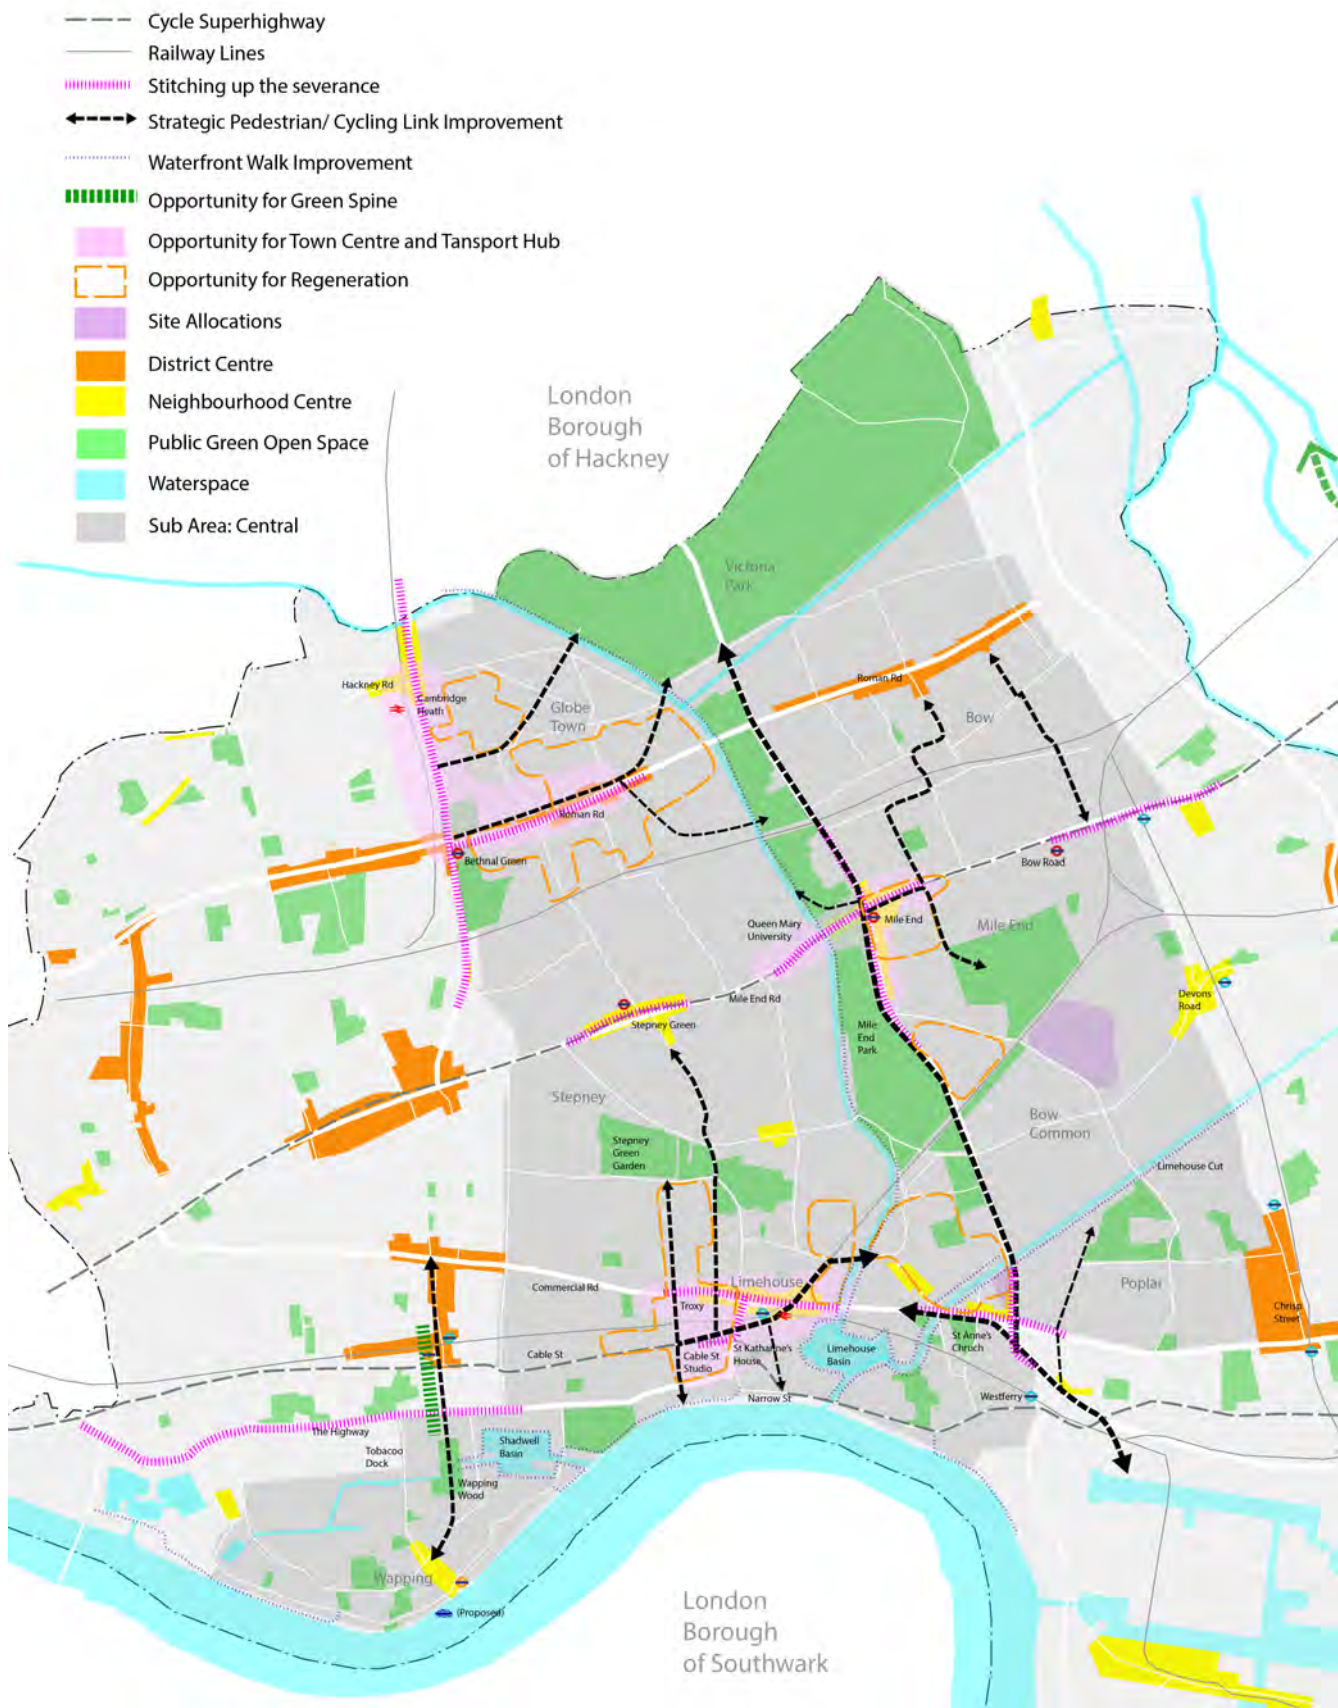 Cycle Superhighway
Railway Lines
Stitching up the severance
Strategic Pedestrian/ Cycling Link Improvement
Waterfront Walk Improvement
Opportunity for Green Spine
Opportunity for Town Centre and Tansport Hub
Opportunity for Regeneration
Site Allocations
District Centre
Neighbourhood Centre
Public Green Open Space
Waterspace
Sub Area: Central
London
Borough
of Hackney
Victoria
Park
Hackney Rd
Cambridge
Heath
Globe
Town
Roman Rd
Bow
Roman Rd
Bethnal Green
Bow Road
Queen Mary
University
Mile End
Mile End
Mile End Rd
Devons
Road
Stepney Green
Mile
End
Park
Stepney
Bow
Common
Stepney
Green
Garden
Limehouse Cut
Commercial Rd
Limehouse
Poplar
Troxy
Chrisp
Street
Cable St
Cable St
Studio
St Katharine's
House
Limehouse
Basin
St Anne's
Chruch
Westferry
Narrow St
The Highway
Tobacoo
Dock
Shadwell
Basin
Wapping
Wood
Wapping
(Proposed)
London
Borough
of Southwark